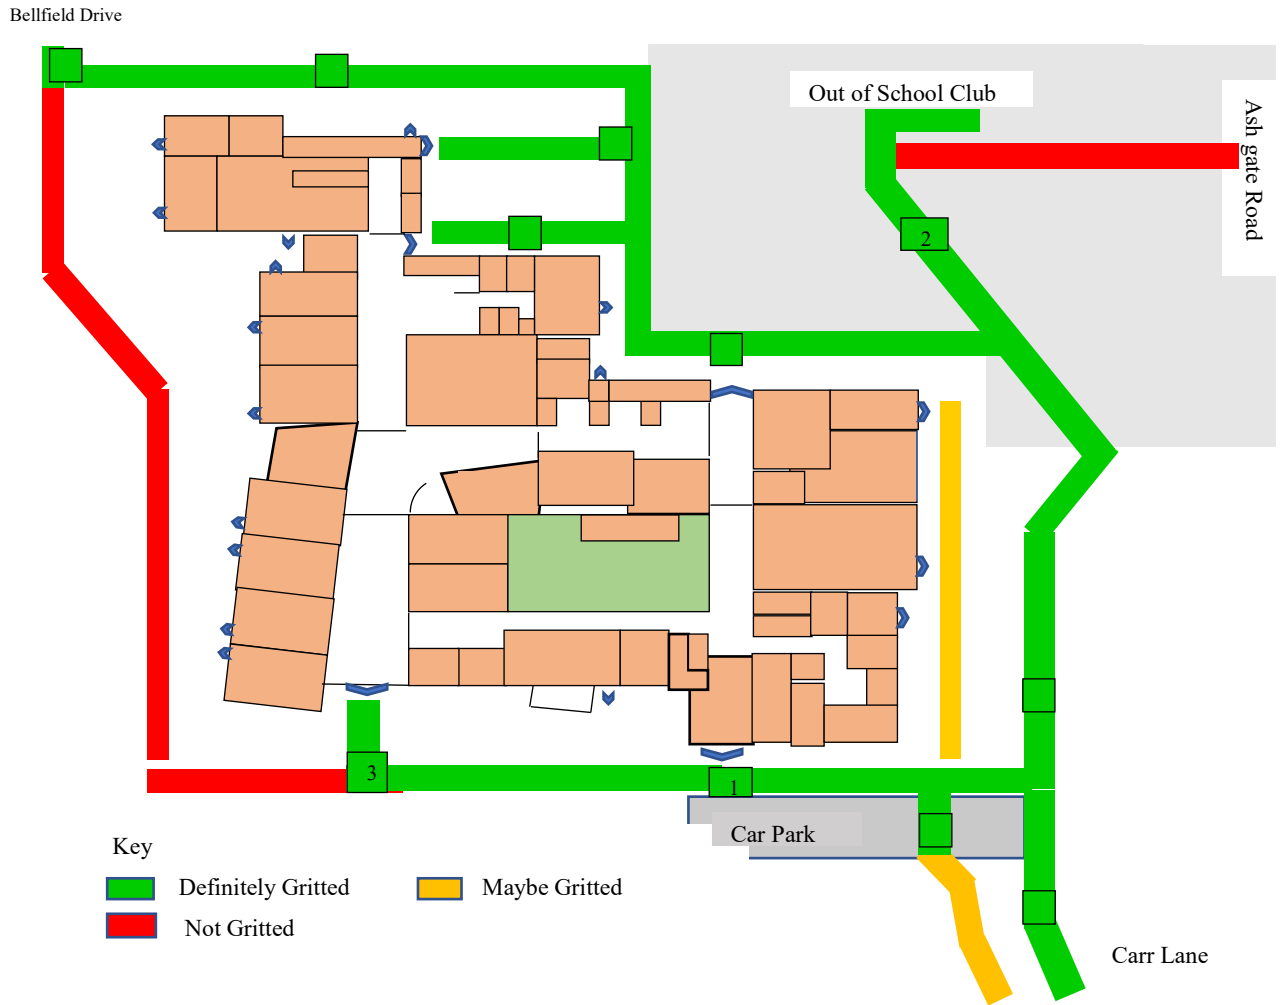 Bellfield Drive
Out of School Club
Ash gate Road
2
3
1
Car Park
Key
Definitely Gritted
Maybe Gritted
Not Gritted
Carr Lane